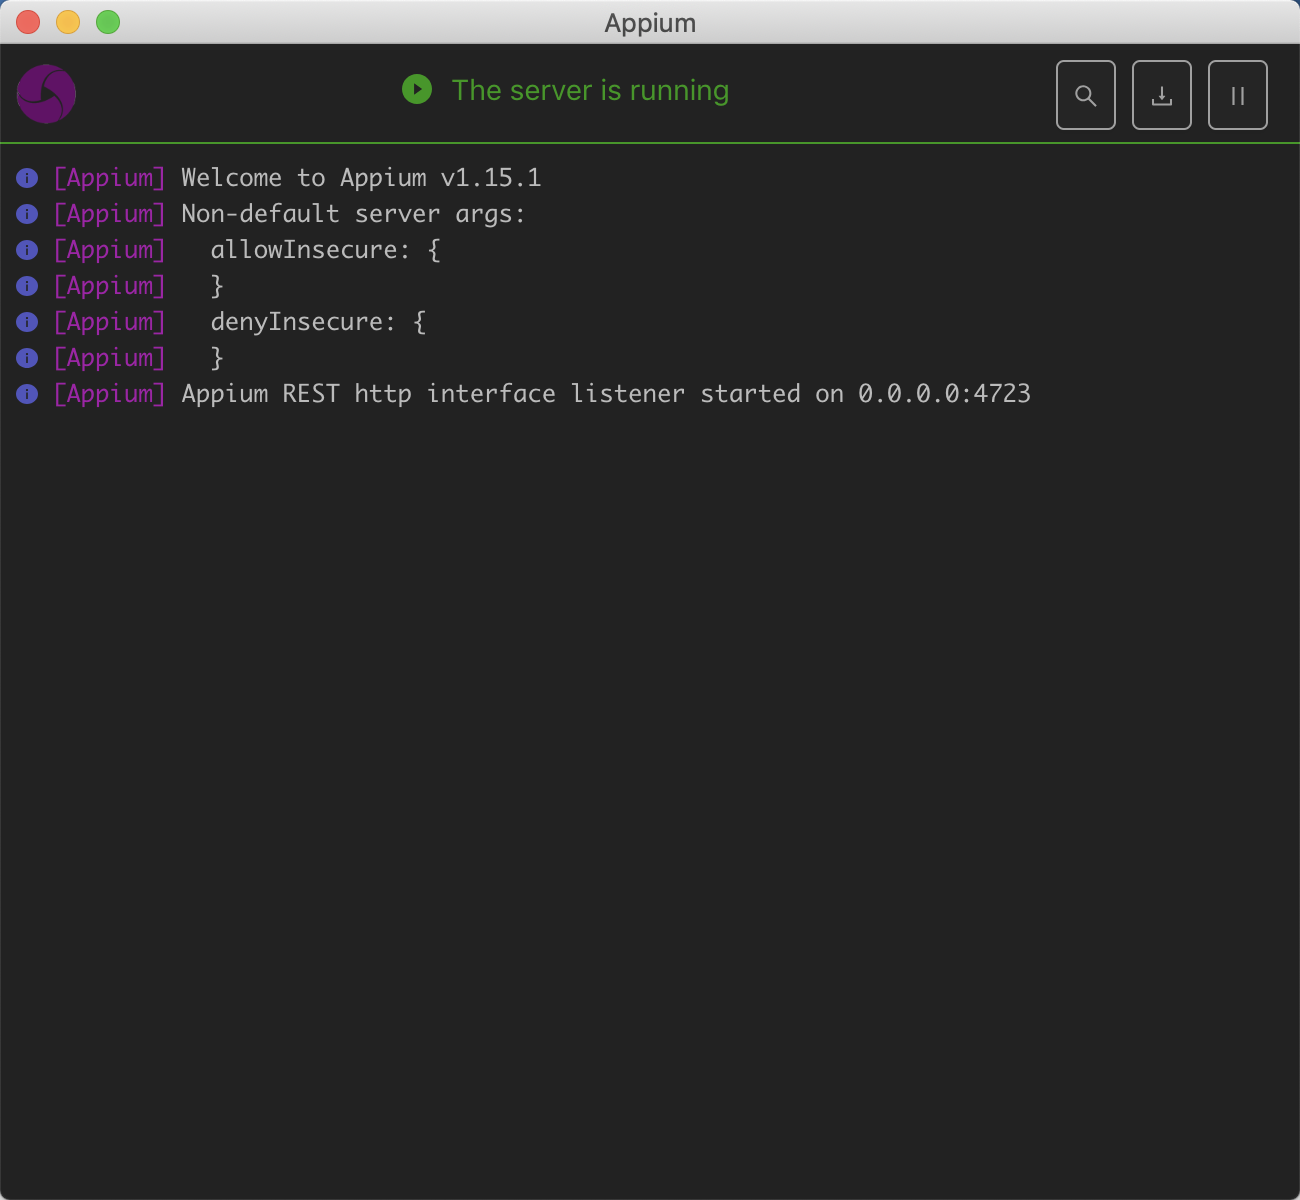 Appium
The server is running
[Appium] Welcome to Appium v1.15.1
[Appium] Non-default server args:
[Appium]   allowInsecure: {
[Appium]   }
[Appium]   denyInsecure: {
[Appium]   }
[Appium] Appium REST http interface listener started on 0.0.0.0:4723